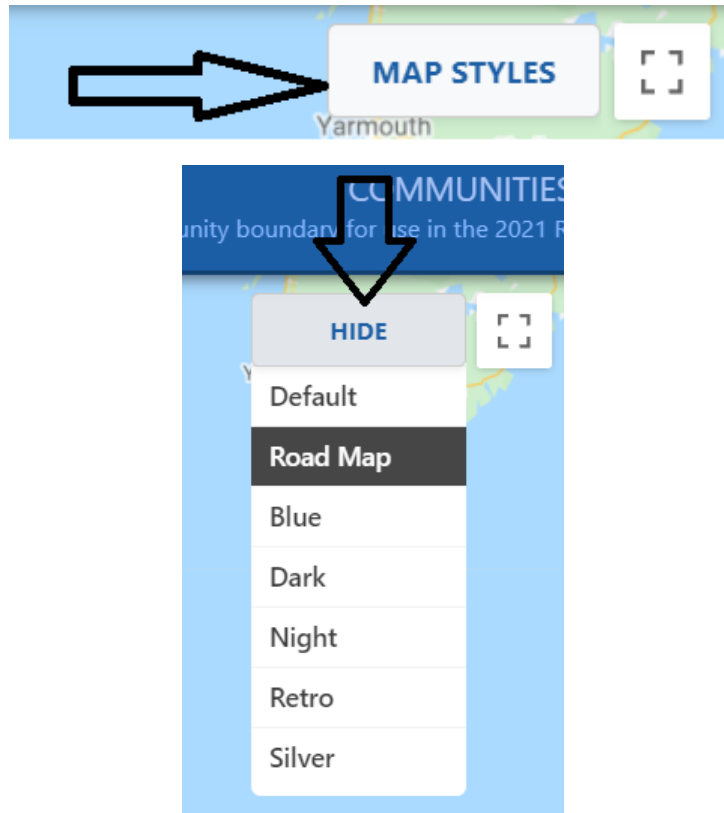 MAP STYLES
Yarmouth
COMMUNITIES
unity boundary for use in the 2021 R
HIDE
Y
Default
Road Map
Blue
Dark
Night
Retro
Silver